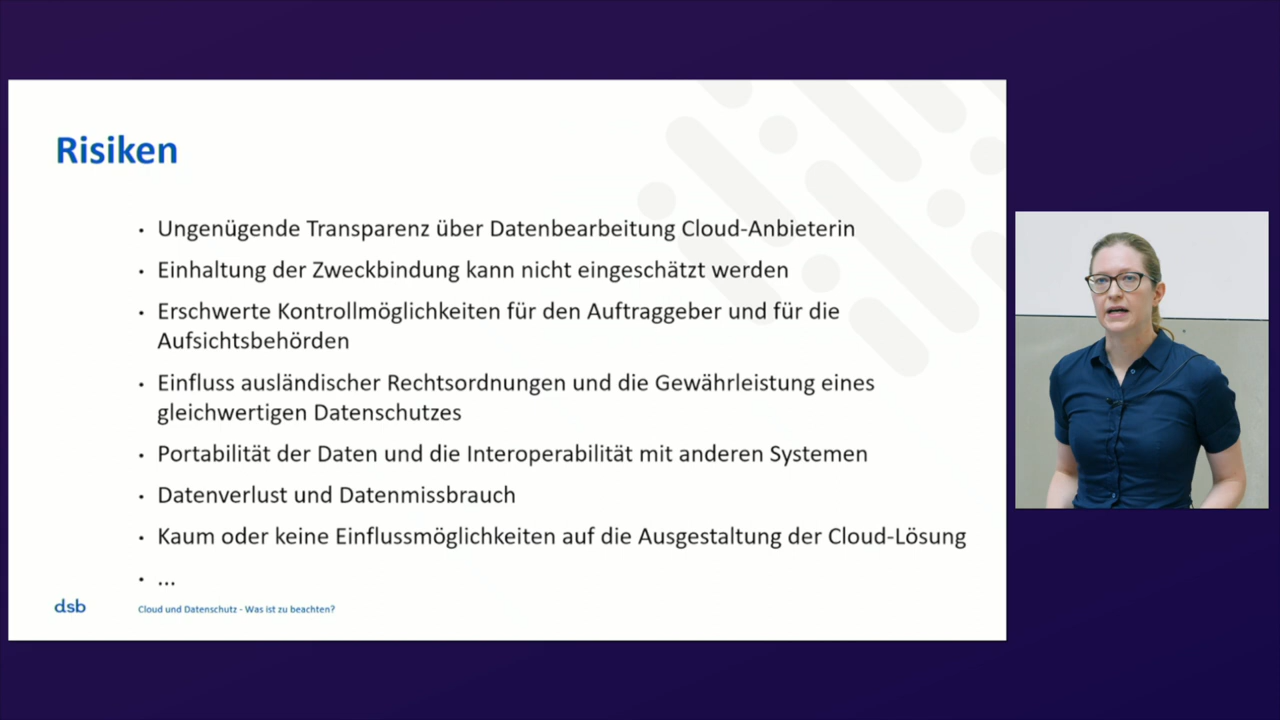 Risiken
• Ungenügende Transparenz über Datenbearbeitung Cloud-Anbieterin
• Einhaltung der Zweckbindung kann nicht eingeschätzt werden
• Erschwerte Kontrollmöglichkeiten für den Auftraggeber und für die
Aufsichtsbehörden
• Einfluss ausländischer Rechtsordnungen und die Gewährleistung eines
gleichwertigen Datenschutzes
• Portabilität der Daten und die Interoperabilität mit anderen Systemen
• Datenverlust und Datenmissbrauch
• Kaum oder keine Einflussmöglichkeiten auf die Ausgestaltung der Cloud-Lösung
• ...
dsb
Cloud und Datenschutz - Was ist zu beachten?